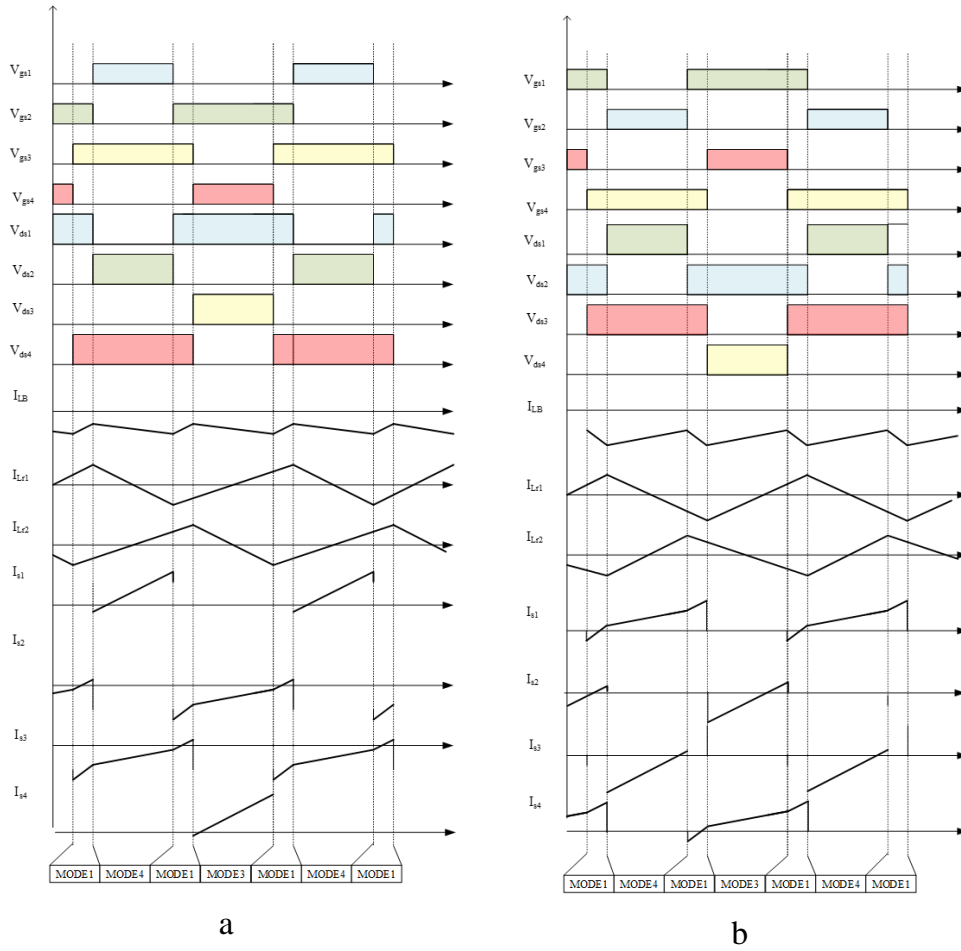 Vgs1
Vgs2
Vgs3
Vgs4
Vds1
Vds2
Vds3
Vds4
ILB
ILr1
ILr2
Is1
Is2
Is3
Is4
MODE1 MODE4 MODE1 MODE3 MODE1 MODE4 MODE1
a
Vgs1
Vgs2
Vgs3
Vgs4
Vds1
Vds2
Vds3
Vds4
ILB
ILr1
ILr2
Is1
Is2
Is3
Is4
MODE1 MODE4 MODE1 MODE3 MODE1 MODE4 MODE1
b